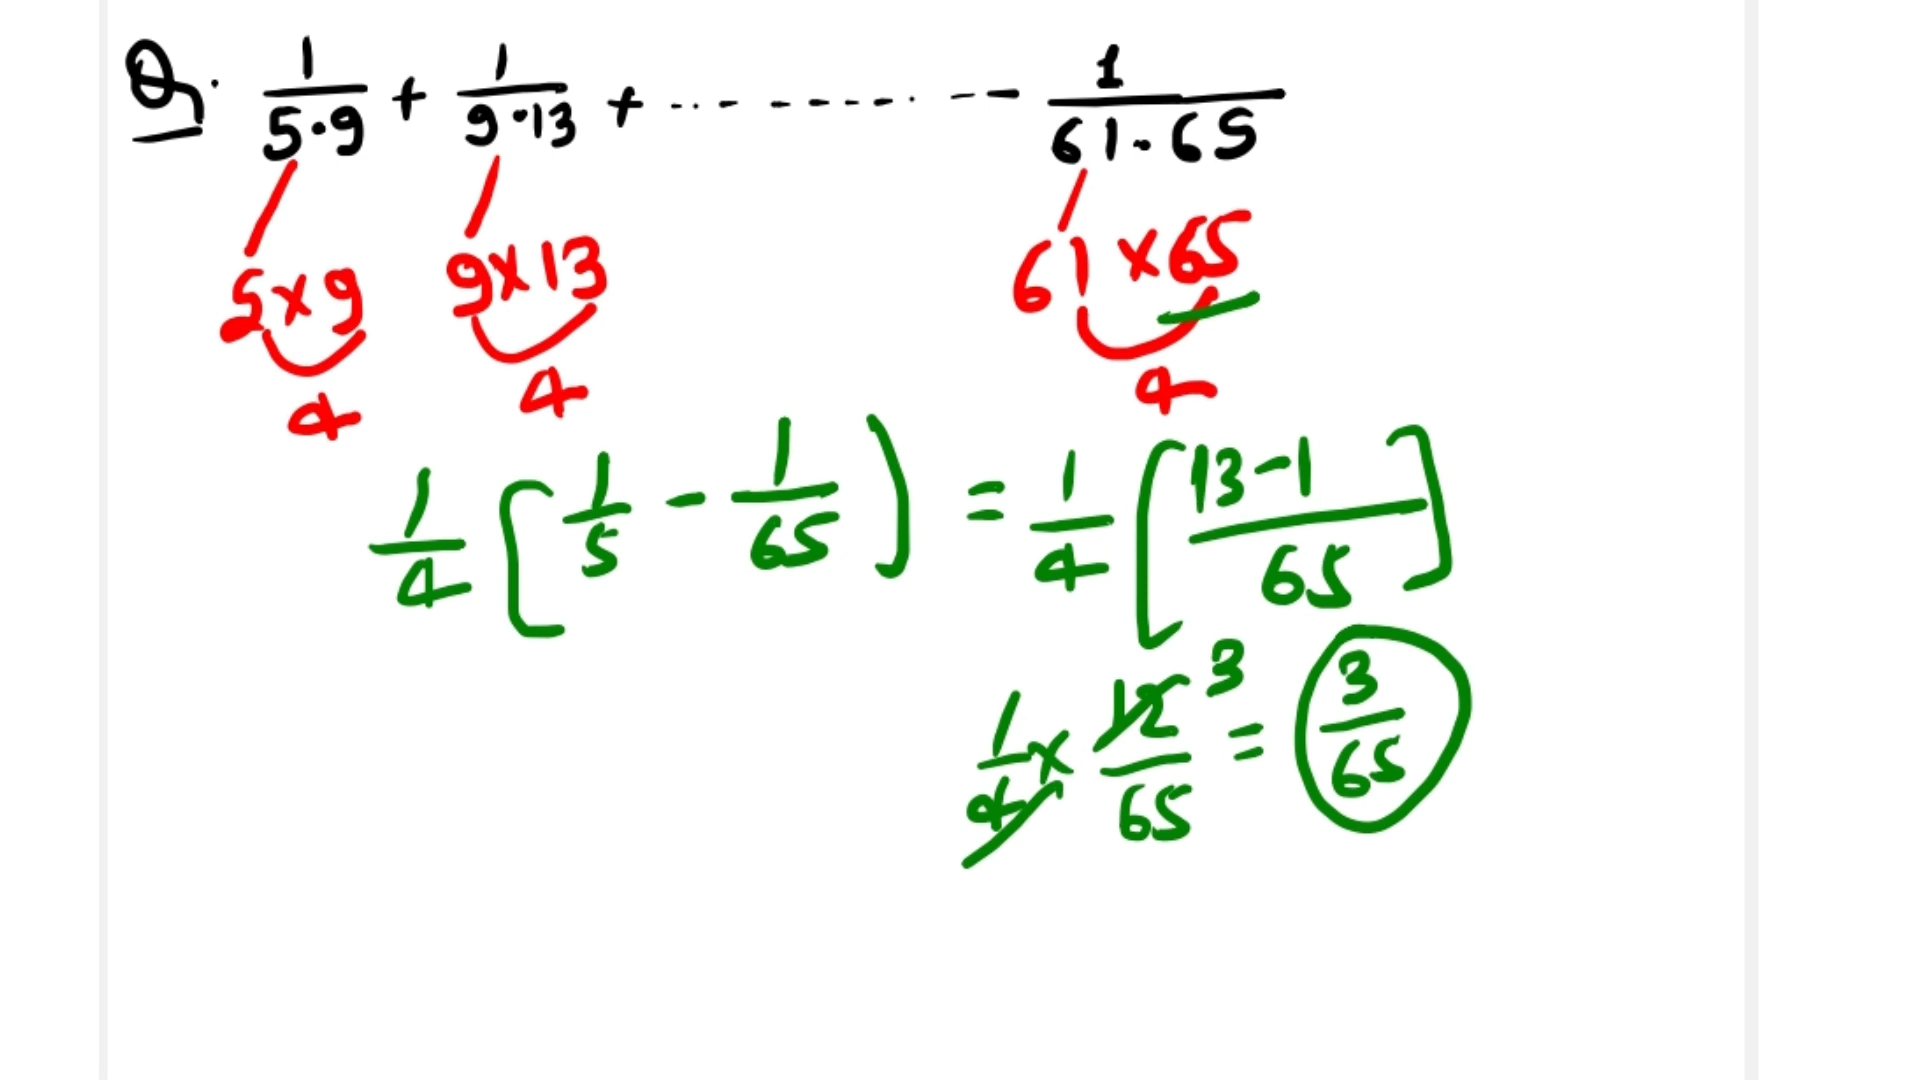 Q. 1/5·9 + 1/9·13 + ----------- 1/61·65
5×9 9×13 61×65
4 4 4
1/4 [1/5 - 1/65) = 1/4 [13-1/65]
1/4 × 12/65 3 = 3/65